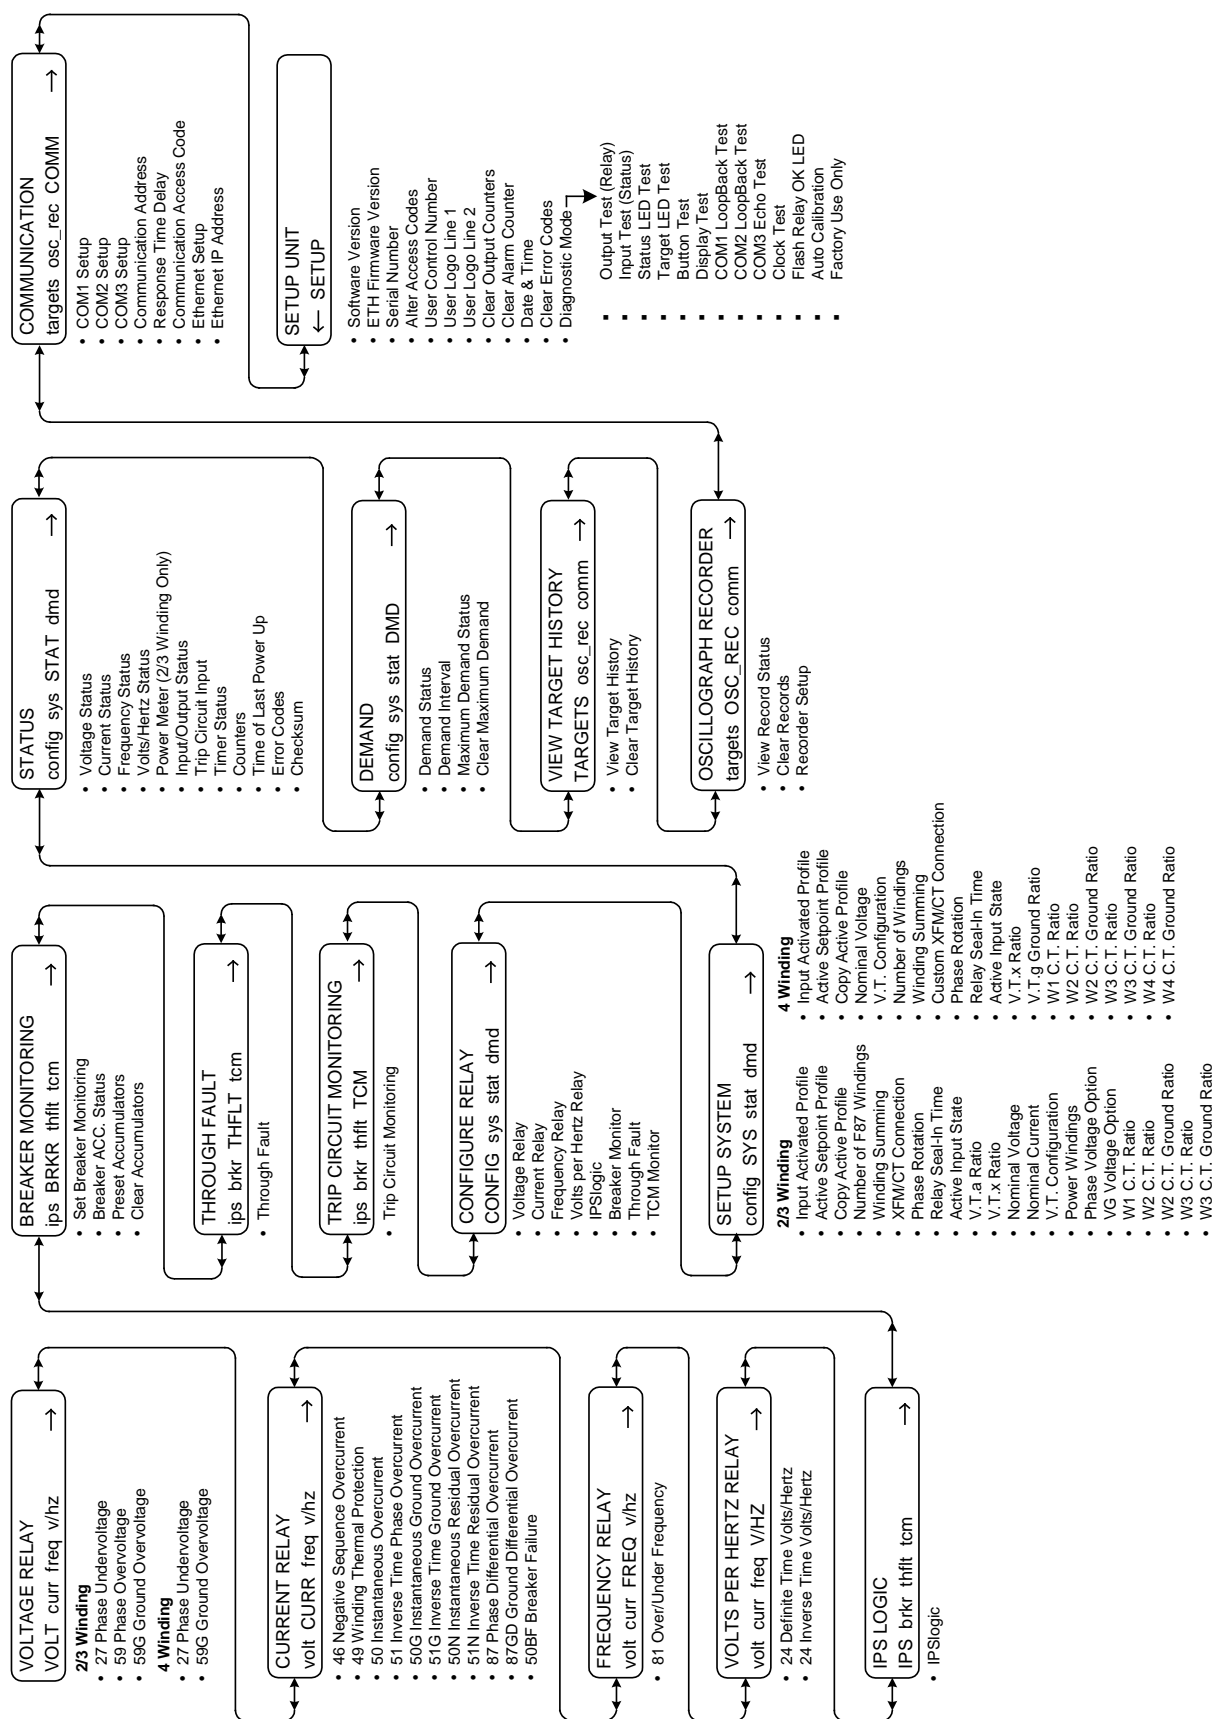 VOLTAGE RELAY
VOLT curr freq v/hz →
2/3 Winding
• 27 Phase Undervoltage
• 59 Phase Overvoltage
• 59G Ground Overvoltage
4 Winding
• 27 Phase Undervoltage
• 59G Ground Overvoltage
CURRENT RELAY
volt CURR freq v/hz →
• 46 Negative Sequence Overcurrent
• 49 Winding Thermal Protection
• 50 Instantaneous Overcurrent
• 51 Inverse Time Phase Overcurrent
• 50G Instantaneous Ground Overcurrent
• 51G Inverse Time Ground Overcurrent
• 50N Instantaneous Residual Overcurrent
• 51N Inverse Time Residual Overcurrent
• 87 Phase Differential Overcurrent
• 87GD Ground Differential Overcurrent
• 50BF Breaker Failure
FREQUENCY RELAY
volt curr FREQ v/hz →
• 81 Over/Under Frequency
VOLTS PER HERTZ RELAY
volt curr freq V/HZ →
• 24 Definite Time Volts/Hertz
• 24 Inverse Time Volts/Hertz
IPS LOGIC
IPS brkr thflt tcm →
• IPSlogic
BREAKER MONITORING
ips BRKR thflt tcm →
• Set Breaker Monitoring
• Breaker ACC. Status
• Preset Accumulators
• Clear Accumulators
THROUGH FAULT
ips brkr THFLT tcm →
• Through Fault
TRIP CIRCUIT MONITORING
ips brkr thflt TCM →
• Trip Circuit Monitoring
CONFIGURE RELAY
CONFIG sys stat dmd →
• Voltage Relay
• Current Relay
• Frequency Relay
• Volts per Hertz Relay
• IPSlogic
• Breaker Monitor
• Through Fault
• TCM Monitor
SETUP SYSTEM
config SYS stat dmd →
2/3 Winding
• Input Activated Profile
• Active Setpoint Profile
• Copy Active Profile
• Number of F87 Windings
• Winding Summing
• XFM/CT Connection
• Phase Rotation
• Relay Seal-In Time
• Active Input State
• V.T.a Ratio
• V.T.x Ratio
• Nominal Voltage
• Nominal Current
• V.T. Configuration
• Power Windings
• Phase Voltage Option
• VG Voltage Option
• W1 C.T. Ratio
• W2 C.T. Ratio
• W2 C.T. Ground Ratio
• W3 C.T. Ratio
• W3 C.T. Ground Ratio
4 Winding
• Input Activated Profile
• Active Setpoint Profile
• Copy Active Profile
• Nominal Voltage
• V.T. Configuration
• Number of Windings
• Winding Summing
• Custom XFM/CT Connection
• Phase Rotation
• Relay Seal-In Time
• Active Input State
• V.T.x Ratio
• V.T.g Ground Ratio
• W1 C.T. Ratio
• W2 C.T. Ratio
• W2 C.T. Ground Ratio
• W3 C.T. Ratio
• W3 C.T. Ground Ratio
• W4 C.T. Ratio
• W4 C.T. Ground Ratio
STATUS
config sys STAT dmd →
• Voltage Status
• Current Status
• Frequency Status
• Volts/Hertz Status
• Power Meter (2/3 Winding Only)
• Input/Output Status
• Trip Circuit Input
• Timer Status
• Counters
• Time of Last Power Up
• Error Codes
• Checksum
DEMAND
config sys stat DMD →
• Demand Status
• Demand Interval
• Maximum Demand Status
• Clear Maximum Demand
VIEW TARGET HISTORY
TARGETS osc_rec comm →
• View Target History
• Clear Target History
OSCILLOGRAPH RECORDER
targets OSC_REC comm →
• View Record Status
• Clear Records
• Recorder Setup
COMMUNICATION
targets osc_rec COMM →
• COM1 Setup
• COM2 Setup
• COM3 Setup
• Communication Address
• Response Time Delay
• Communication Access Code
• Ethernet Setup
• Ethernet IP Address
SETUP UNIT
← SETUP
• Software Version
• ETH Firmware Version
• Serial Number
• Alter Access Codes
• User Control Number
• User Logo Line 1
• User Logo Line 2
• Clear Output Counters
• Clear Alarm Counter
• Date & Time
• Clear Error Codes
• Diagnostic Mode
▪ Output Test (Relay)
▪ Input Test (Status)
▪ Status LED Test
▪ Target LED Test
▪ Button Test
▪ Display Test
▪ COM1 LoopBack Test
▪ COM2 LoopBack Test
▪ COM3 Echo Test
▪ Clock Test
▪ Flash Relay OK LED
▪ Auto Calibration
▪ Factory Use Only